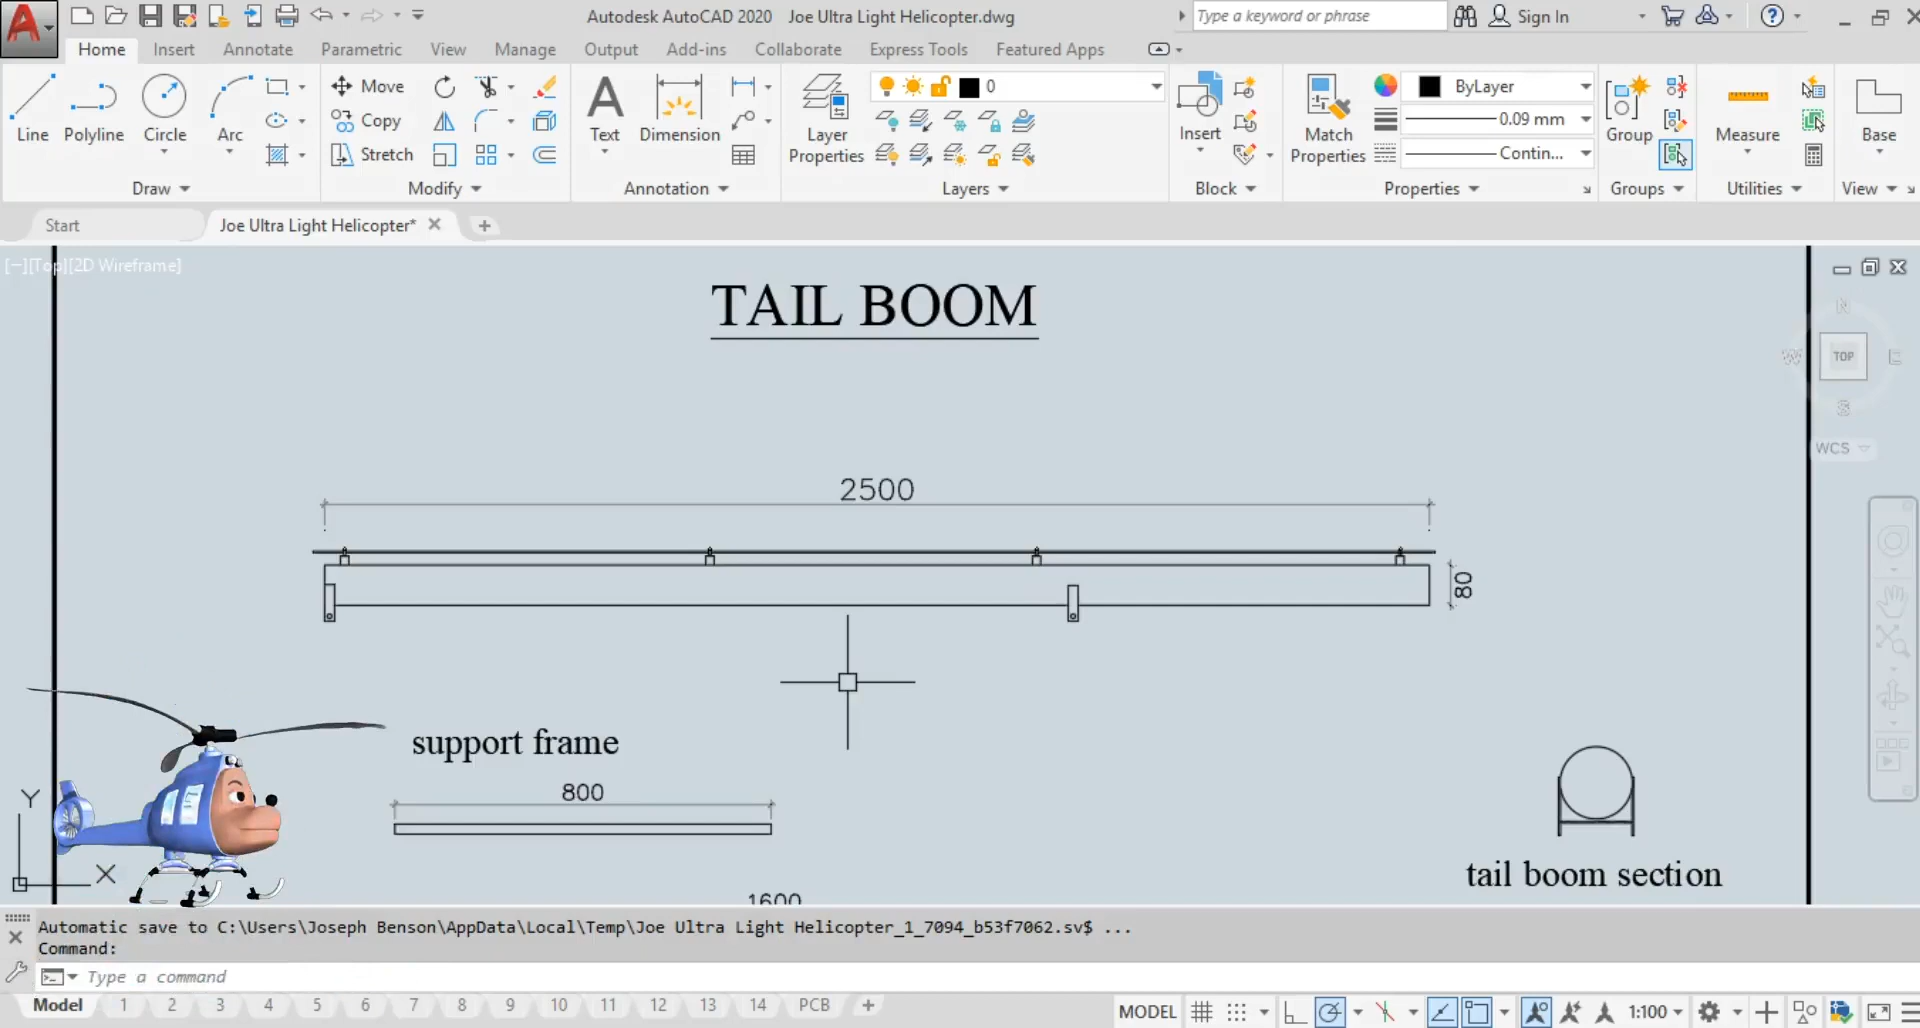 Autodesk AutoCAD 2020 Joe Ultra Light Helicopter.dwg
Type a keyword or phrase
Sign In
Home Insert Annotate Parametric View Manage Output Add-ins Collaborate Express Tools Featured Apps
Line Polyline Circle Arc
Move
Copy
Stretch
Text Dimension
Layer Properties
0
Insert
Match Properties
ByLayer
0.09 mm
Contin...
Group
Measure
Base
Draw Modify Annotation Layers Block Properties Groups Utilities View
Start Joe Ultra Light Helicopter*
[−][Top][2D Wireframe]
TAIL BOOM
N
W TOP E
S
WCS
2500
80
support frame
800
Y
X
tail boom section
1600
Automatic save to C:\Users\Joseph Benson\AppData\Local\Temp\Joe Ultra Light Helicopter_1_7094_b53f7062.sv$ ...
Command:
Type a command
Model 1 2 3 4 5 6 7 8 9 10 11 12 13 14 PCB
MODEL 1:100